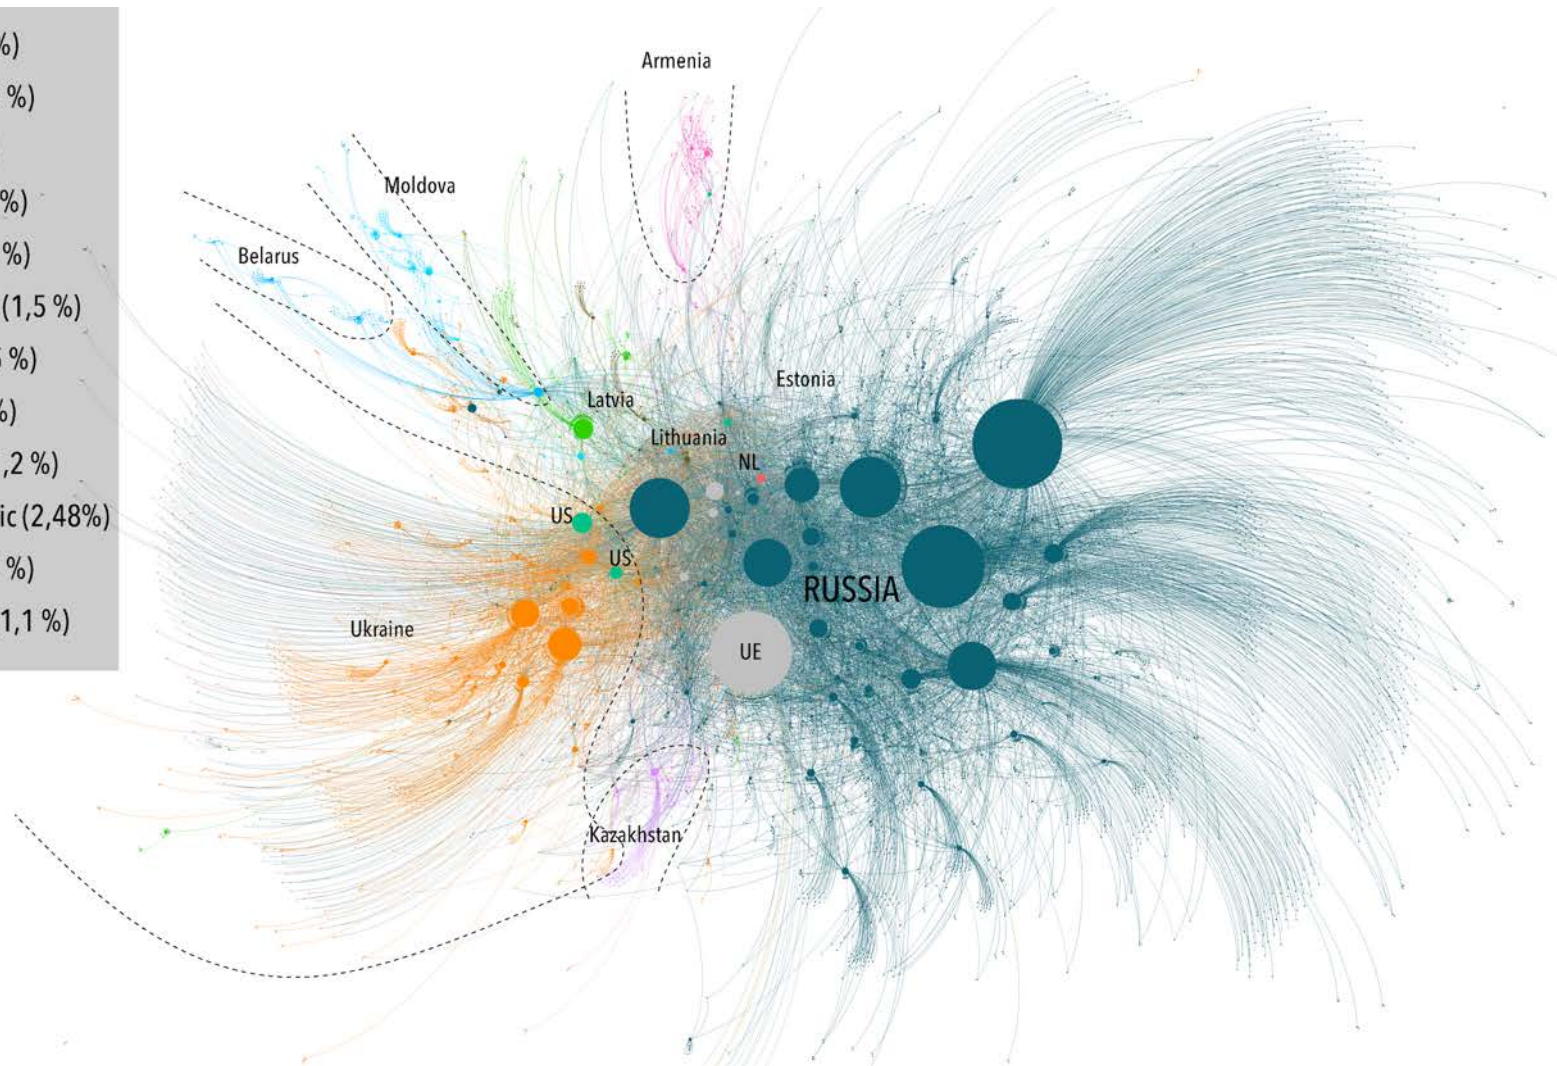 %)
%)
%)
%)
(1,5 %)
%)
%)
,2 %)
ic (2,48%)
%)
1,1 %)
Armenia
Moldova
Belarus
Estonia
Latvia
Lithuania
NL
US
US
RUSSIA
Ukraine
UE
Kazakhstan